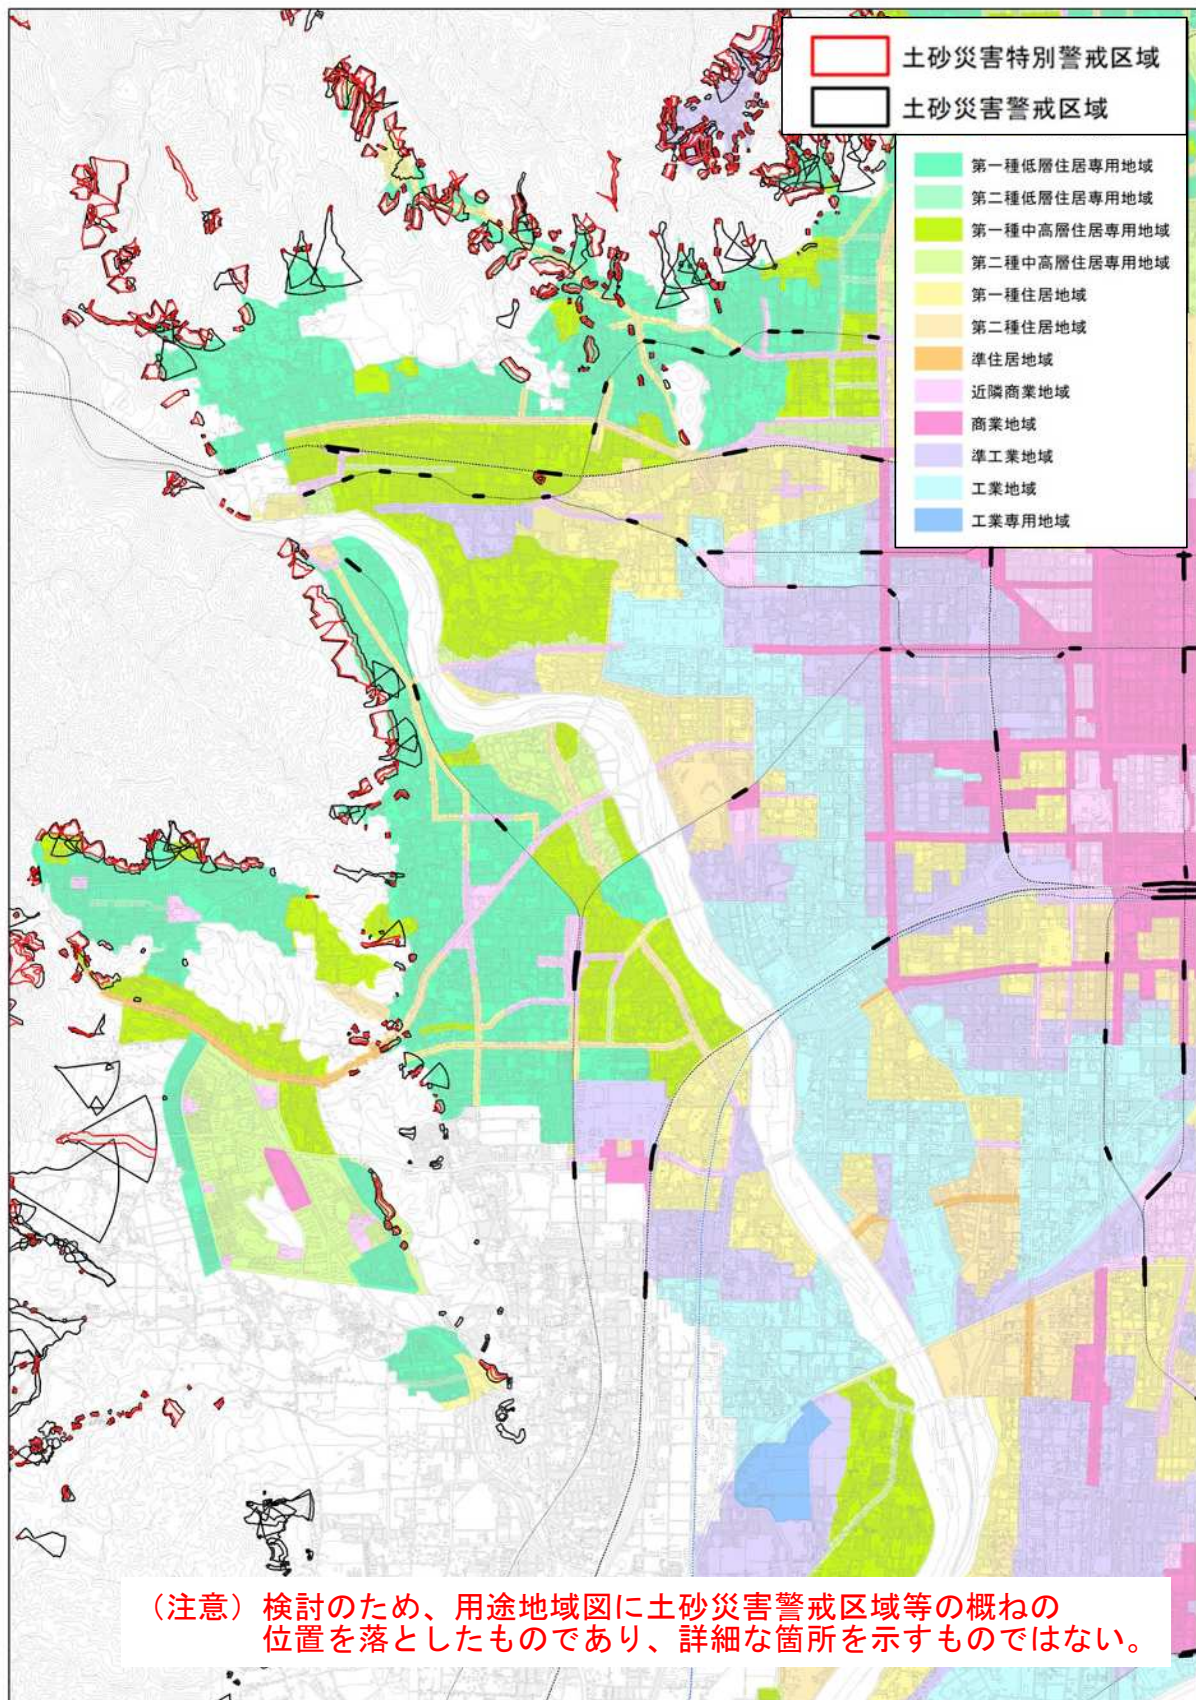 土砂災害特別警戒区域
土砂災害警戒区域
第一種低層住居専用地域
第二種低層住居専用地域
第一種中高層住居専用地域
第二種中高層住居専用地域
第一種住居地域
第二種住居地域
準住居地域
近隣商業地域
商業地域
準工業地域
工業地域
工業専用地域
(注意) 検討のため、用途地域図に土砂災害警戒区域等の概ねの
位置を落としたものであり、詳細な箇所を示すものではない。